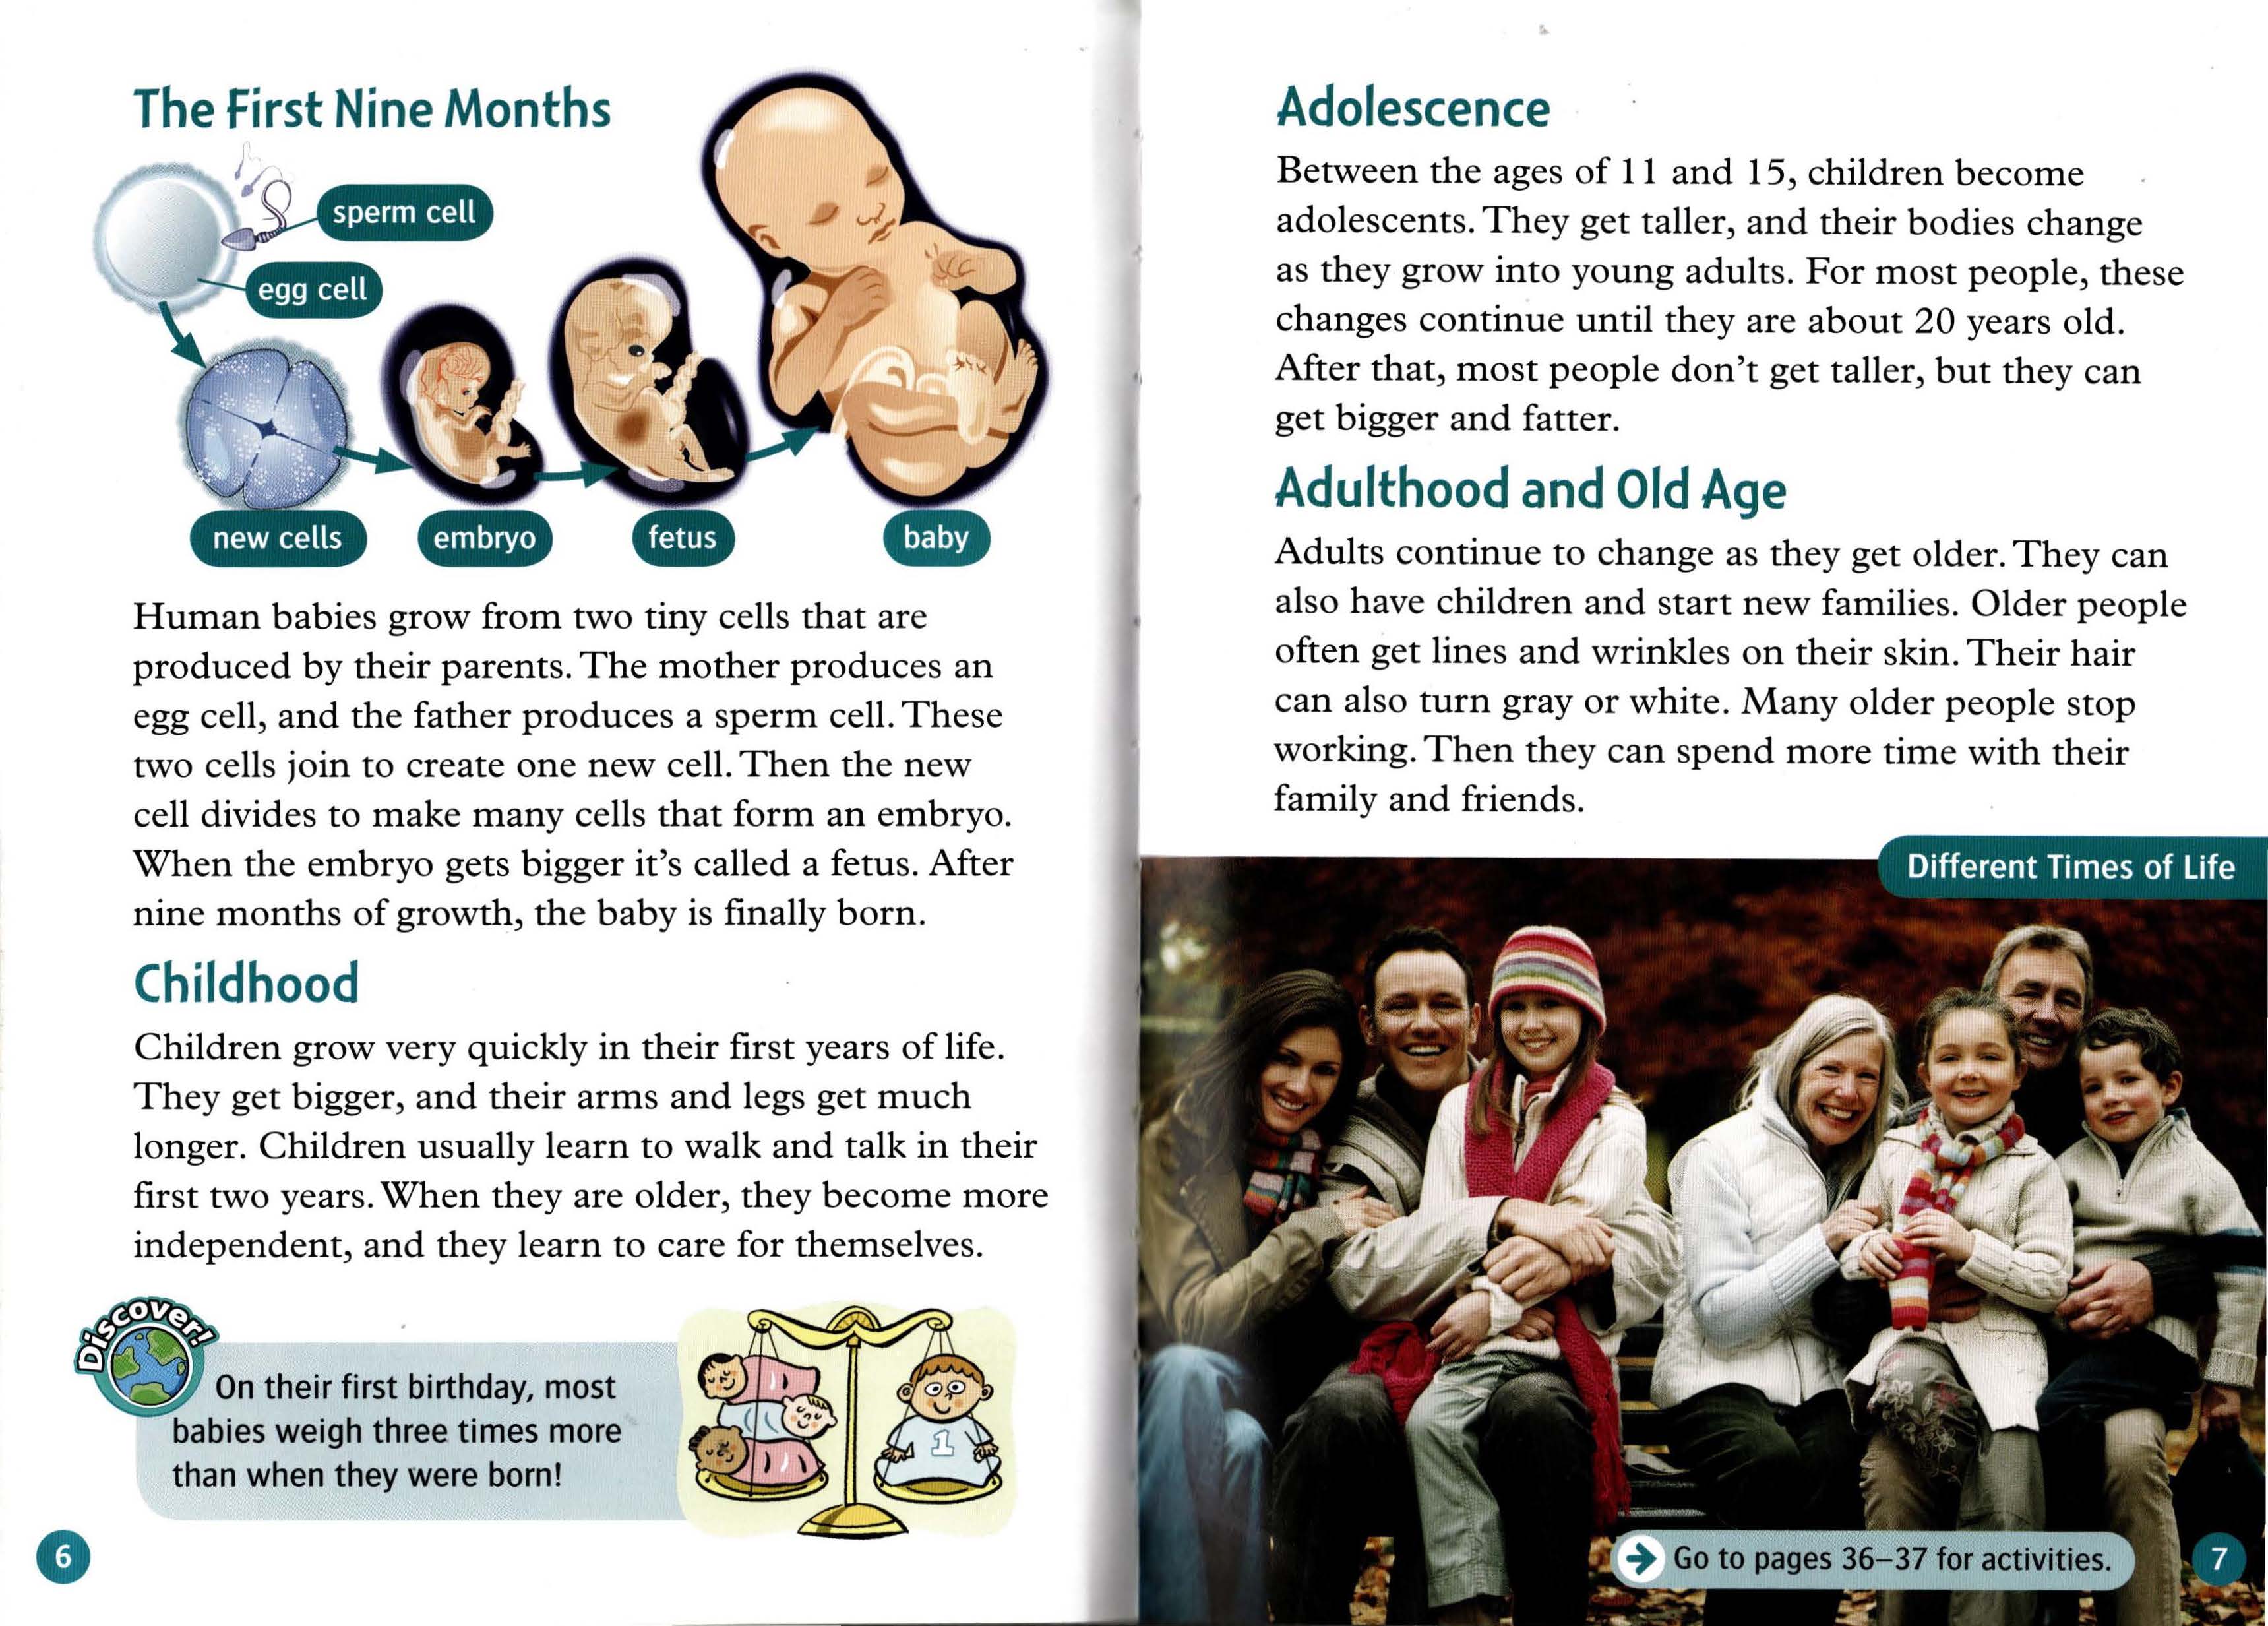 The First Nine Months
sperm cell
egg cell
new cells
embryo
fetus
baby
Human babies grow from two tiny cells that are
produced by their parents. The mother produces an
egg cell, and the father produces a sperm cell. These
two cells join to create one new cell. Then the new
cell divides to make many cells that form an embryo.
When the embryo gets bigger it's called a fetus. After
nine months of growth, the baby is finally born.
Childhood
Children grow very quickly in their first years of life.
They get bigger, and their arms and legs get much
longer. Children usually learn to walk and talk in their
first two years. When they are older, they become more
independent, and they learn to care for themselves.
Discover!
On their first birthday, most
babies weigh three times more
than when they were born!
1
6
Adolescence
Between the ages of 11 and 15, children become
adolescents. They get taller, and their bodies change
as they grow into young adults. For most people, these
changes continue until they are about 20 years old.
After that, most people don't get taller, but they can
get bigger and fatter.
Adulthood and Old Age
Adults continue to change as they get older. They can
also have children and start new families. Older people
often get lines and wrinkles on their skin. Their hair
can also turn gray or white. Many older people stop
working. Then they can spend more time with their
family and friends.
Different Times of Life
Go to pages 36–37 for activities.
7